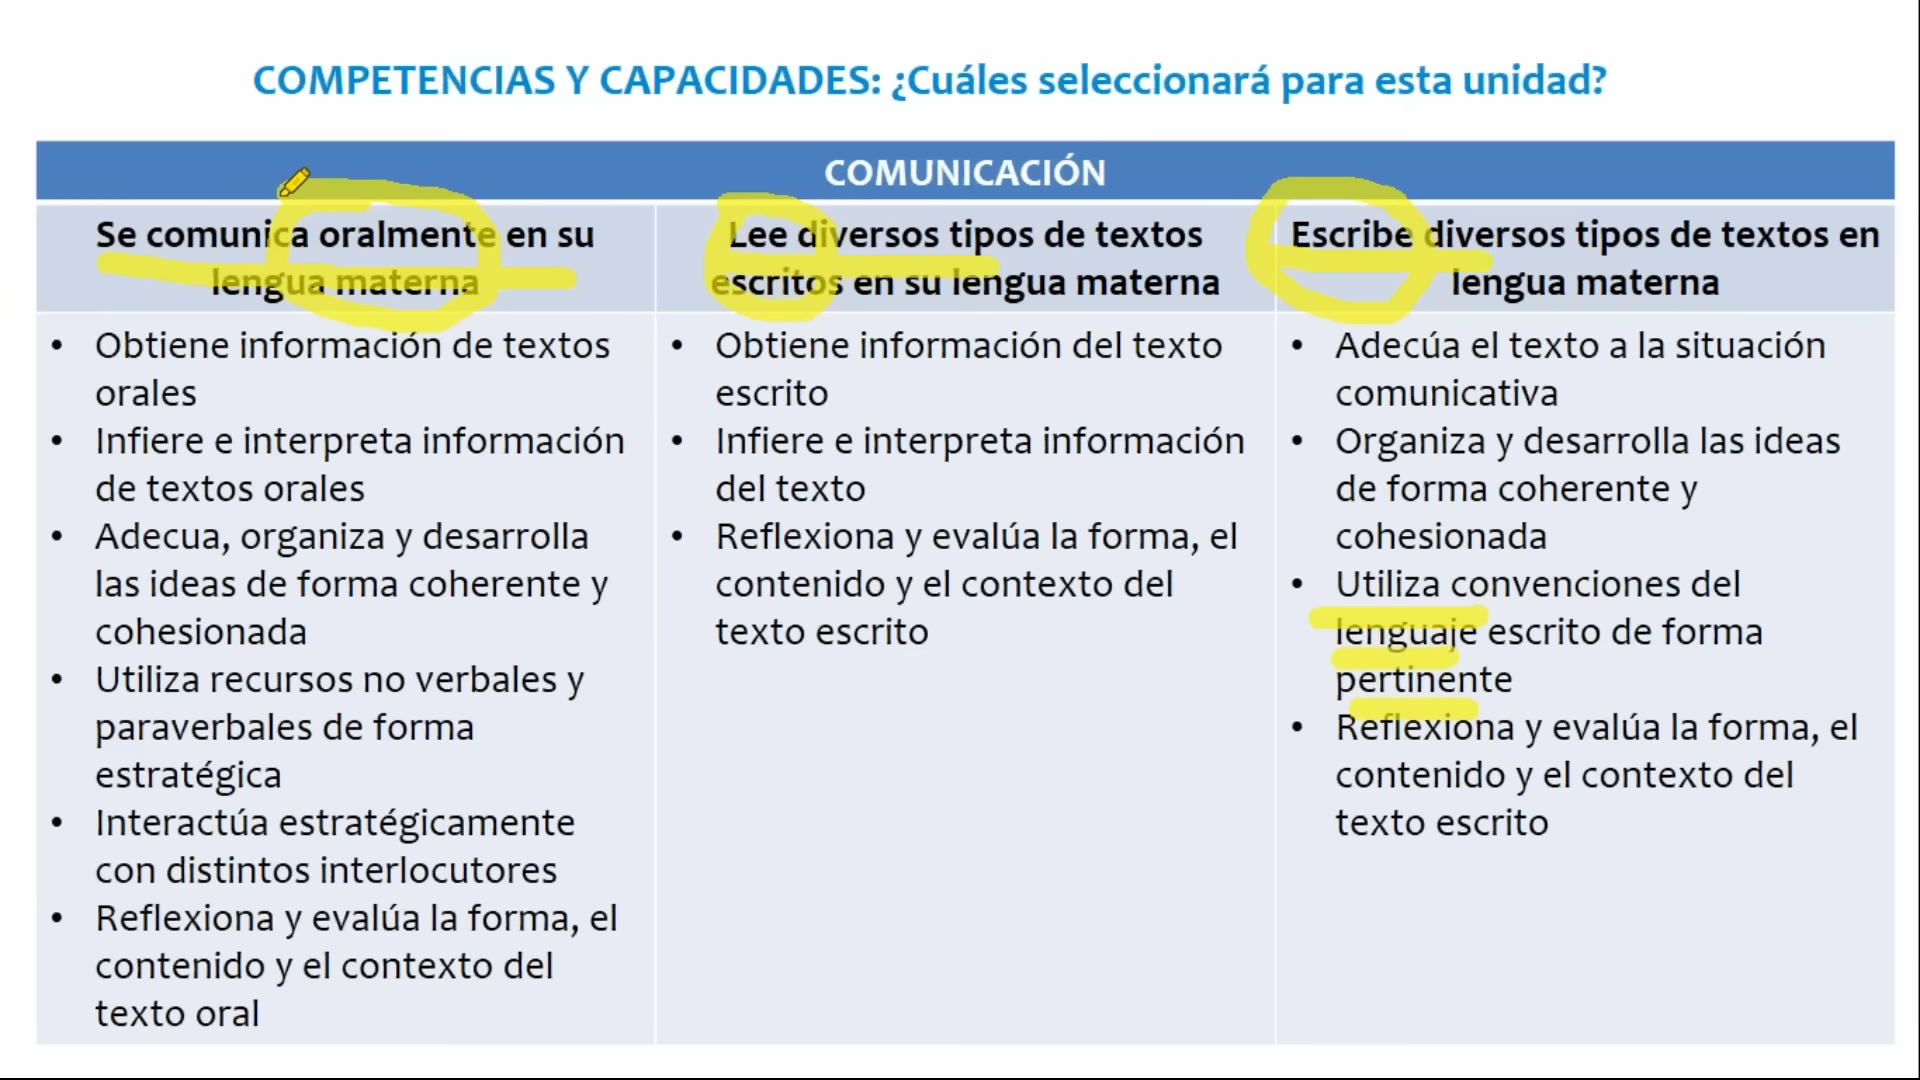 COMPETENCIAS Y CAPACIDADES: ¿Cuáles seleccionará para esta unidad?
COMUNICACIÓN
Se comunica oralmente en su
lengua materna
• Obtiene información de textos
orales
• Infiere e interpreta información
de textos orales
• Adecua, organiza y desarrolla
las ideas de forma coherente y
cohesionada
• Utiliza recursos no verbales y
paraverbales de forma
estratégica
• Interactúa estratégicamente
con distintos interlocutores
• Reflexiona y evalúa la forma, el
contenido y el contexto del
texto oral
Lee diversos tipos de textos
escritos en su lengua materna
• Obtiene información del texto
escrito
• Infiere e interpreta información
del texto
• Reflexiona y evalúa la forma, el
contenido y el contexto del
texto escrito
Escribe diversos tipos de textos en
lengua materna
• Adecúa el texto a la situación
comunicativa
• Organiza y desarrolla las ideas
de forma coherente y
cohesionada
• Utiliza convenciones del
lenguaje escrito de forma
pertinente
• Reflexiona y evalúa la forma, el
contenido y el contexto del
texto escrito